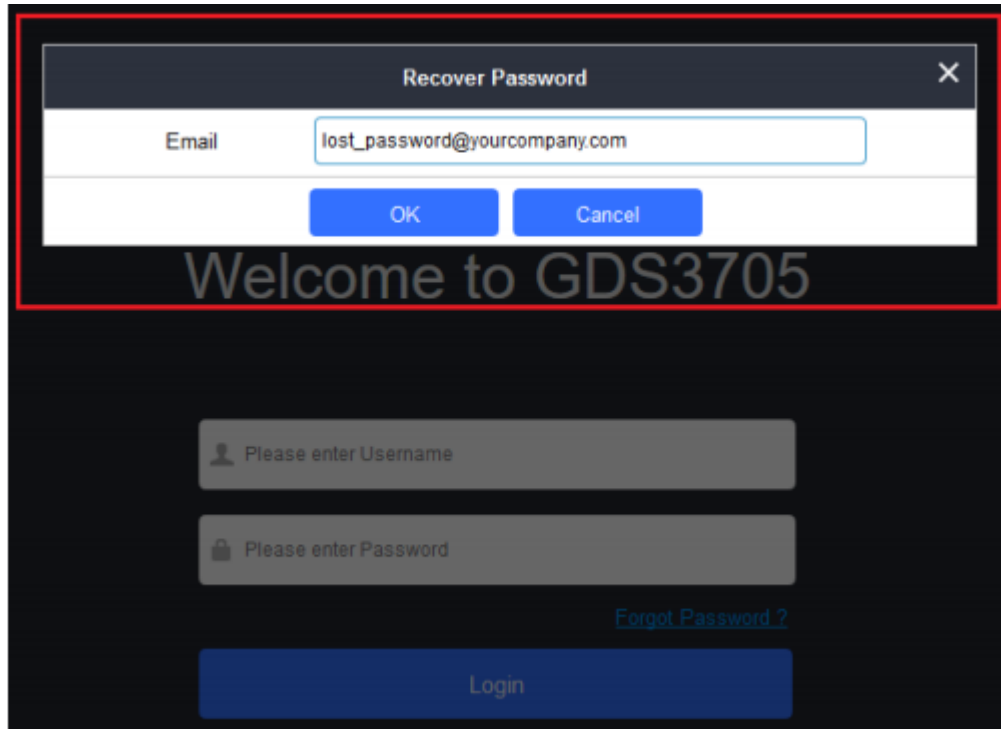 Recover Password
Email lost_password@yourcompany.com
OK Cancel
Welcome to GDS3705
Please enter Username
Please enter Password
Forgot Password ?
Login